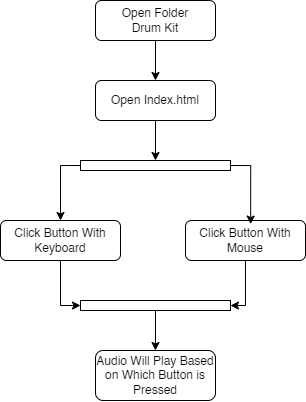 Open Folder
Drum Kit
Open Index.html
Click Button With
Keyboard
Click Button With
Mouse
Audio Will Play Based
on Which Button is
Pressed